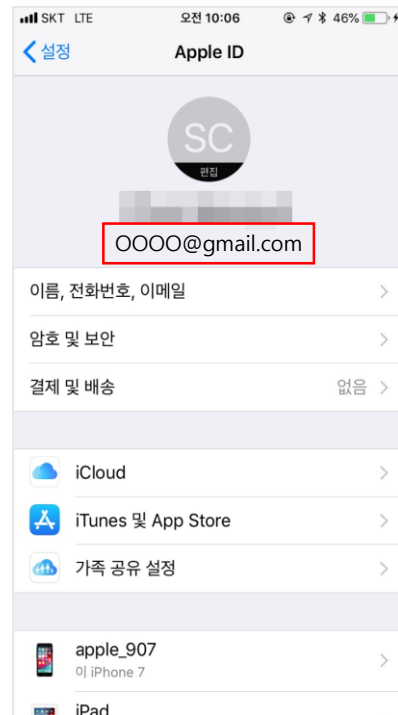 SKT LTE 오전 10:06 46%
설정 Apple ID
SC
편집
OOOO@gmail.com
이름, 전화번호, 이메일
암호 및 보안
결제 및 배송 없음
iCloud
iTunes 및 App Store
가족 공유 설정
apple_907
이 iPhone 7
iPad